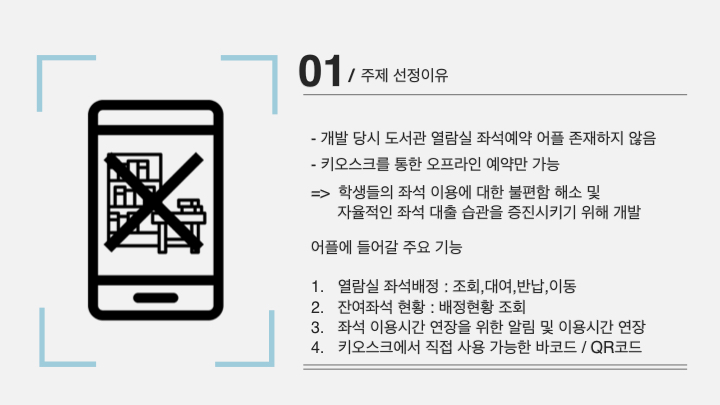 01 / 주제 선정이유
- 개발 당시 도서관 열람실 좌석예약 어플 존재하지 않음
- 키오스크를 통한 오프라인 예약만 가능
=> 학생들의 좌석 이용에 대한 불편함 해소 및
자율적인 좌석 대출 습관을 증진시키기 위해 개발
어플에 들어갈 주요 기능
1. 열람실 좌석배정 : 조회,대여,반납,이동
2. 잔여좌석 현황 : 배정현황 조회
3. 좌석 이용시간 연장을 위한 알림 및 이용시간 연장
4. 키오스크에서 직접 사용 가능한 바코드 / QR코드